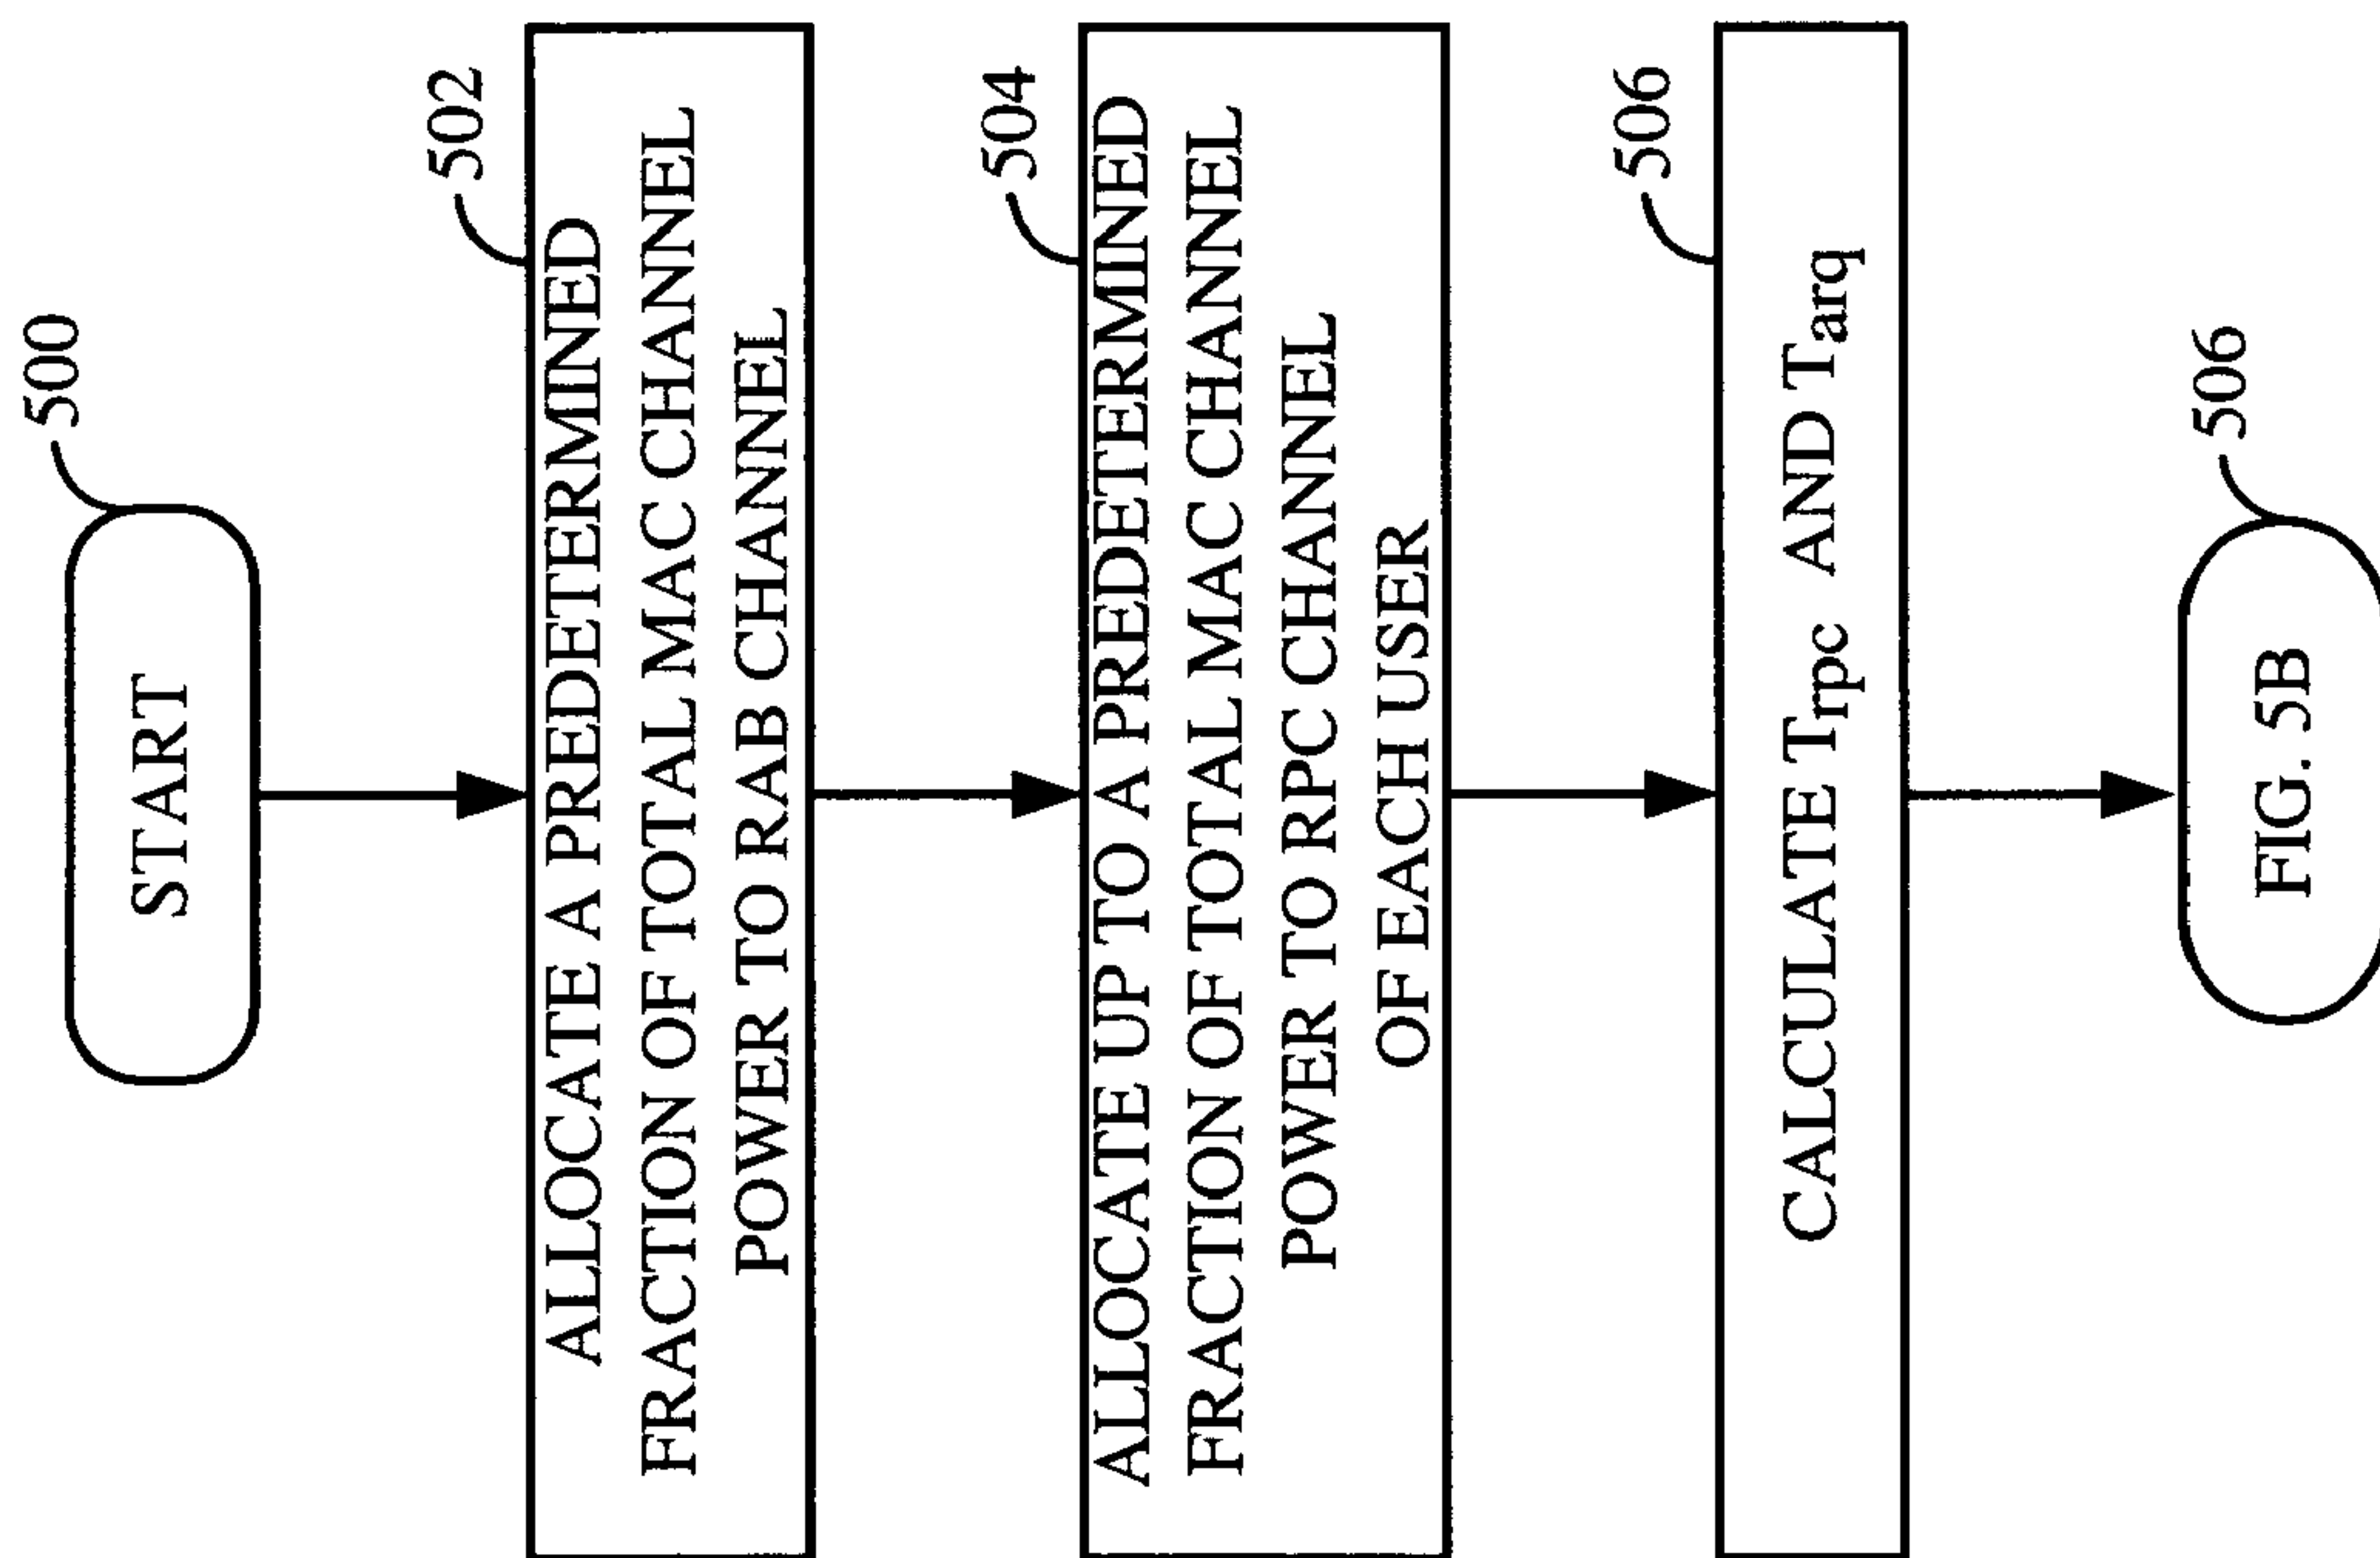 500
START
502
ALLOCATE A PREDETERMINED
FRACTION OF TOTAL MAC CHANNEL
POWER TO RAB CHANNEL
504
ALLOCATE UP TO A PREDETERMINED
FRACTION OF TOTAL MAC CHANNEL
POWER TO RPC CHANNEL
OF EACH USER
506
CALCULATE Trpc AND Tarq
506
FIG. 5B